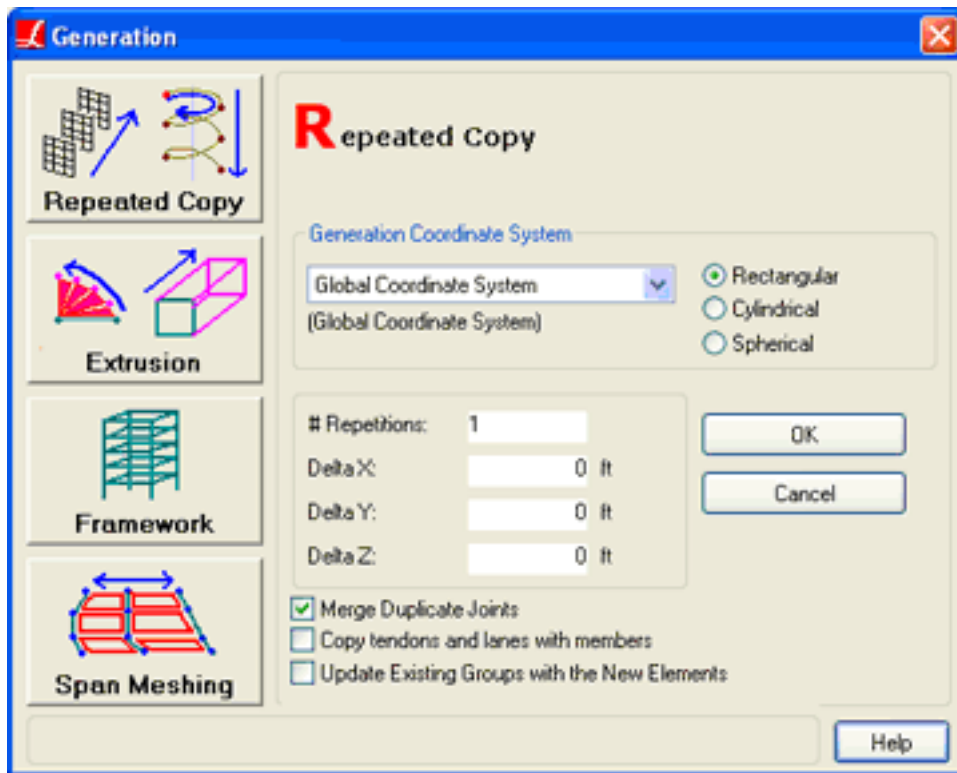 Generation
Repeated Copy
Extrusion
Framework
Span Meshing
Repeated Copy
Generation Coordinate System
Global Coordinate System
(Global Coordinate System)
Rectangular
Cylindrical
Spherical
# Repetitions: 1
Delta X: 0 ft
Delta Y: 0 ft
Delta Z: 0 ft
OK
Cancel
Merge Duplicate Joints
Copy tendons and lanes with members
Update Existing Groups with the New Elements
Help